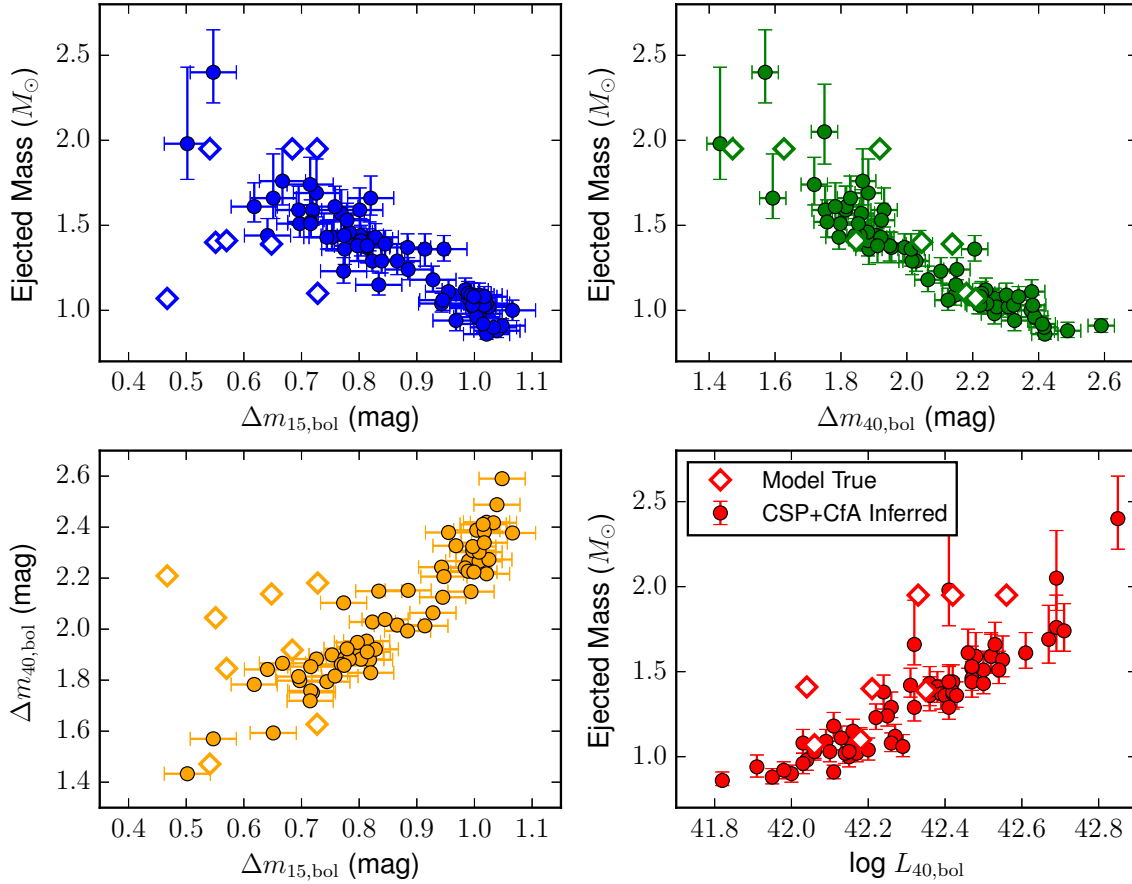 2.5
2.0
1.5
1.0
Ejected Mass (M⊙)
0.4 0.5 0.6 0.7 0.8 0.9 1.0 1.1
Δm15,bol (mag)
2.5
2.0
1.5
1.0
Ejected Mass (M⊙)
1.4 1.6 1.8 2.0 2.2 2.4 2.6
Δm40,bol (mag)
2.6
2.4
2.2
2.0
1.8
1.6
1.4
Δm40,bol (mag)
0.4 0.5 0.6 0.7 0.8 0.9 1.0 1.1
Δm15,bol (mag)
Model True
CSP+CfA Inferred
2.5
2.0
1.5
1.0
Ejected Mass (M⊙)
41.8 42.0 42.2 42.4 42.6 42.8
log L40,bol